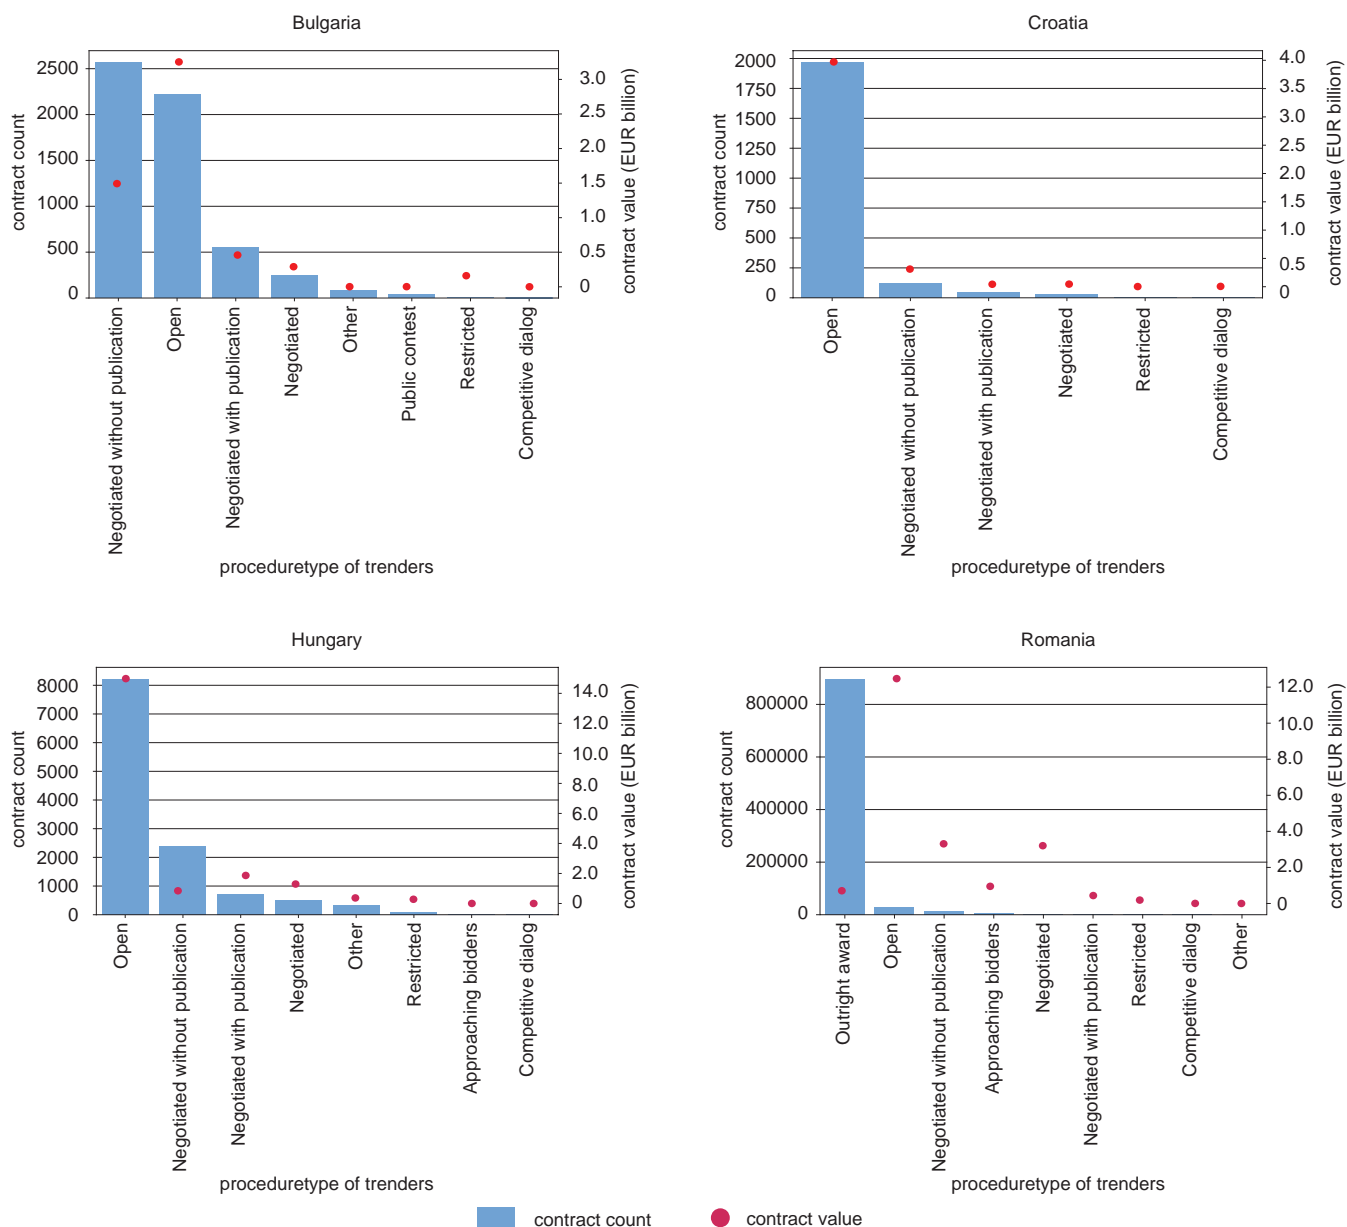 Bulgaria
contract count
2500
2000
1500
1000
500
0
3.0
2.5
2.0
1.5
1.0
0.5
0
contract value (EUR billion)
Negotiated without publication
Open
Negotiated with publication
Negotiated
Other
Public contest
Restricted
Competitive dialog
proceduretype of trenders
Croatia
contract count
2000
1750
1500
1250
1000
750
500
250
0
4.0
3.5
3.0
4.0
2.0
1.5
1.0
0.5
0
contract value (EUR billion)
Open
Negotiated without publication
Negotiated with publication
Negotiated
Restricted
Competitive dialog
proceduretype of trenders
Hungary
contract count
8000
7000
6000
5000
4000
3000
2000
1000
0
14.0
12.0
10.0
8.0
6.0
4.0
2.0
0
contract value (EUR billion)
Open
Negotiated without publication
Negotiated with publication
Negotiated
Other
Restricted
Approaching bidders
Competitive dialog
proceduretype of trenders
Romania
contract count
800000
600000
400000
200000
0
12.0
10.0
8.0
6.0
4.0
2.0
0
contract value (EUR billion)
Outright award
Open
Negotiated without publication
Approaching bidders
Negotiated
Negotiated with publication
Restricted
Competitive dialog
Other
proceduretype of trenders
contract count
contract value